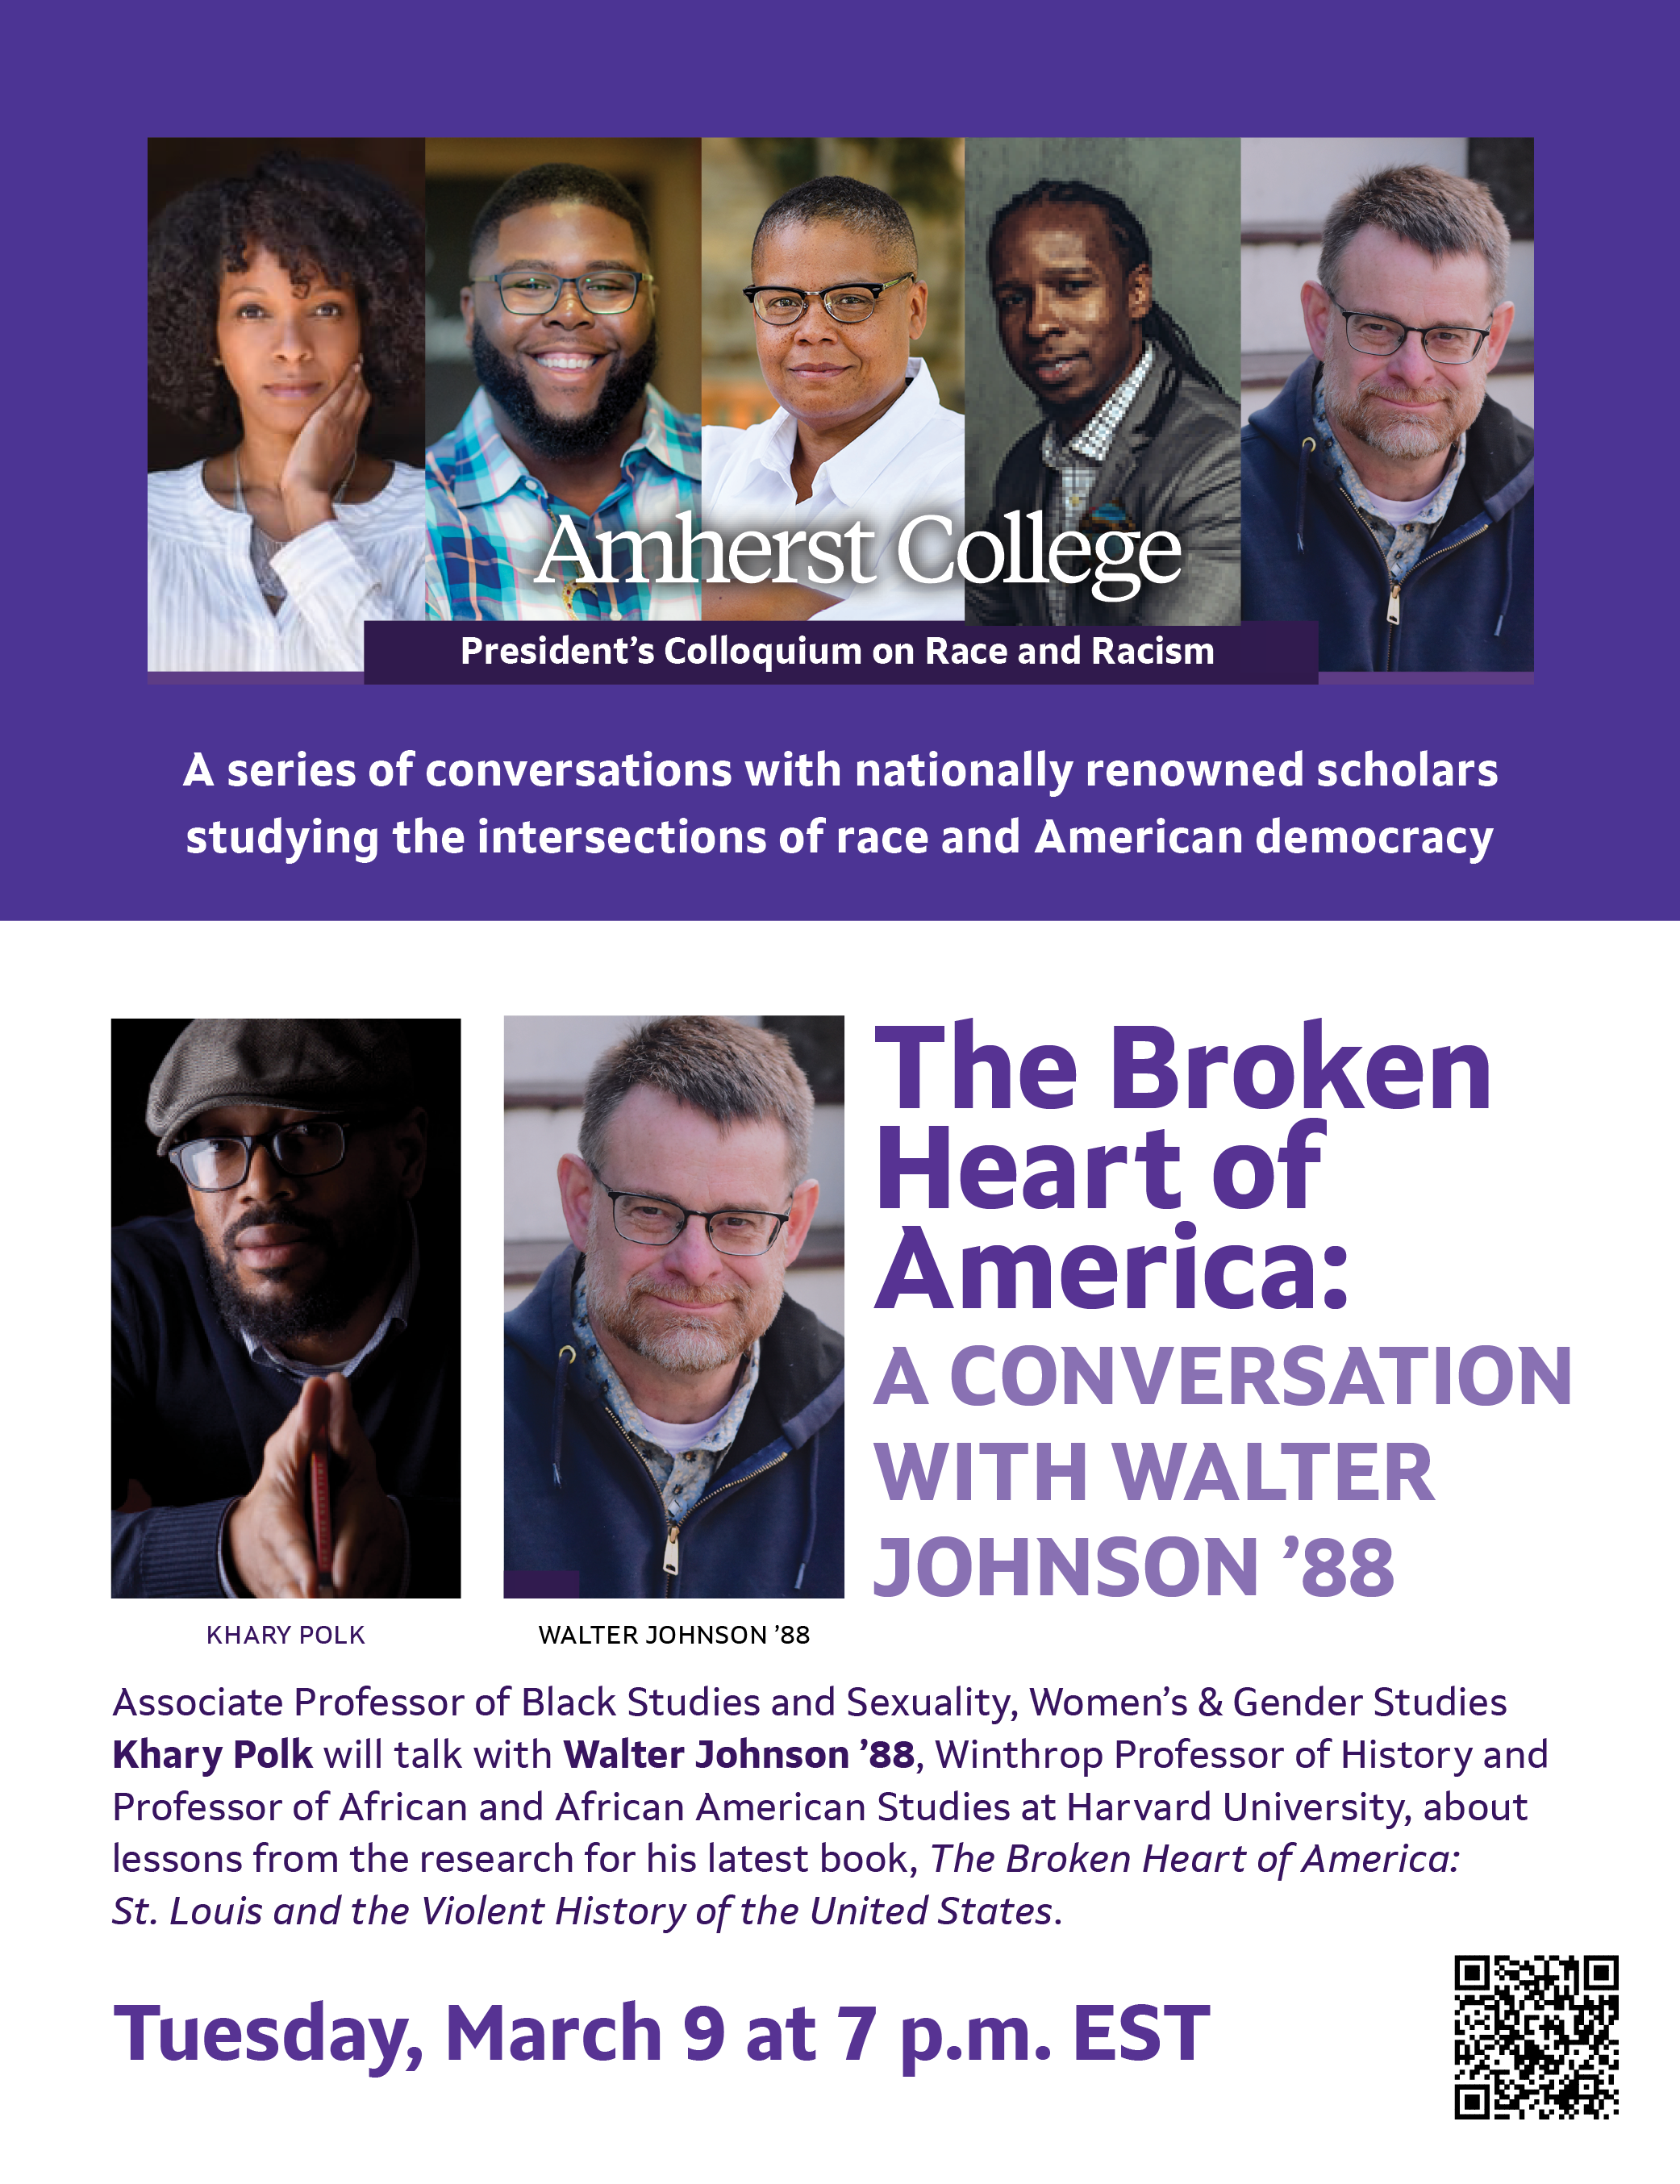 Amherst College
President’s Colloquium on Race and Racism
A series of conversations with nationally renowned scholars
studying the intersections of race and American democracy
The Broken
Heart of
America:
A CONVERSATION
WITH WALTER
JOHNSON ’88
KHARY POLK
WALTER JOHNSON ’88
Associate Professor of Black Studies and Sexuality, Women’s & Gender Studies
Khary Polk will talk with Walter Johnson ’88, Winthrop Professor of History and
Professor of African and African American Studies at Harvard University, about
lessons from the research for his latest book, The Broken Heart of America:
St. Louis and the Violent History of the United States.
Tuesday, March 9 at 7 p.m. EST